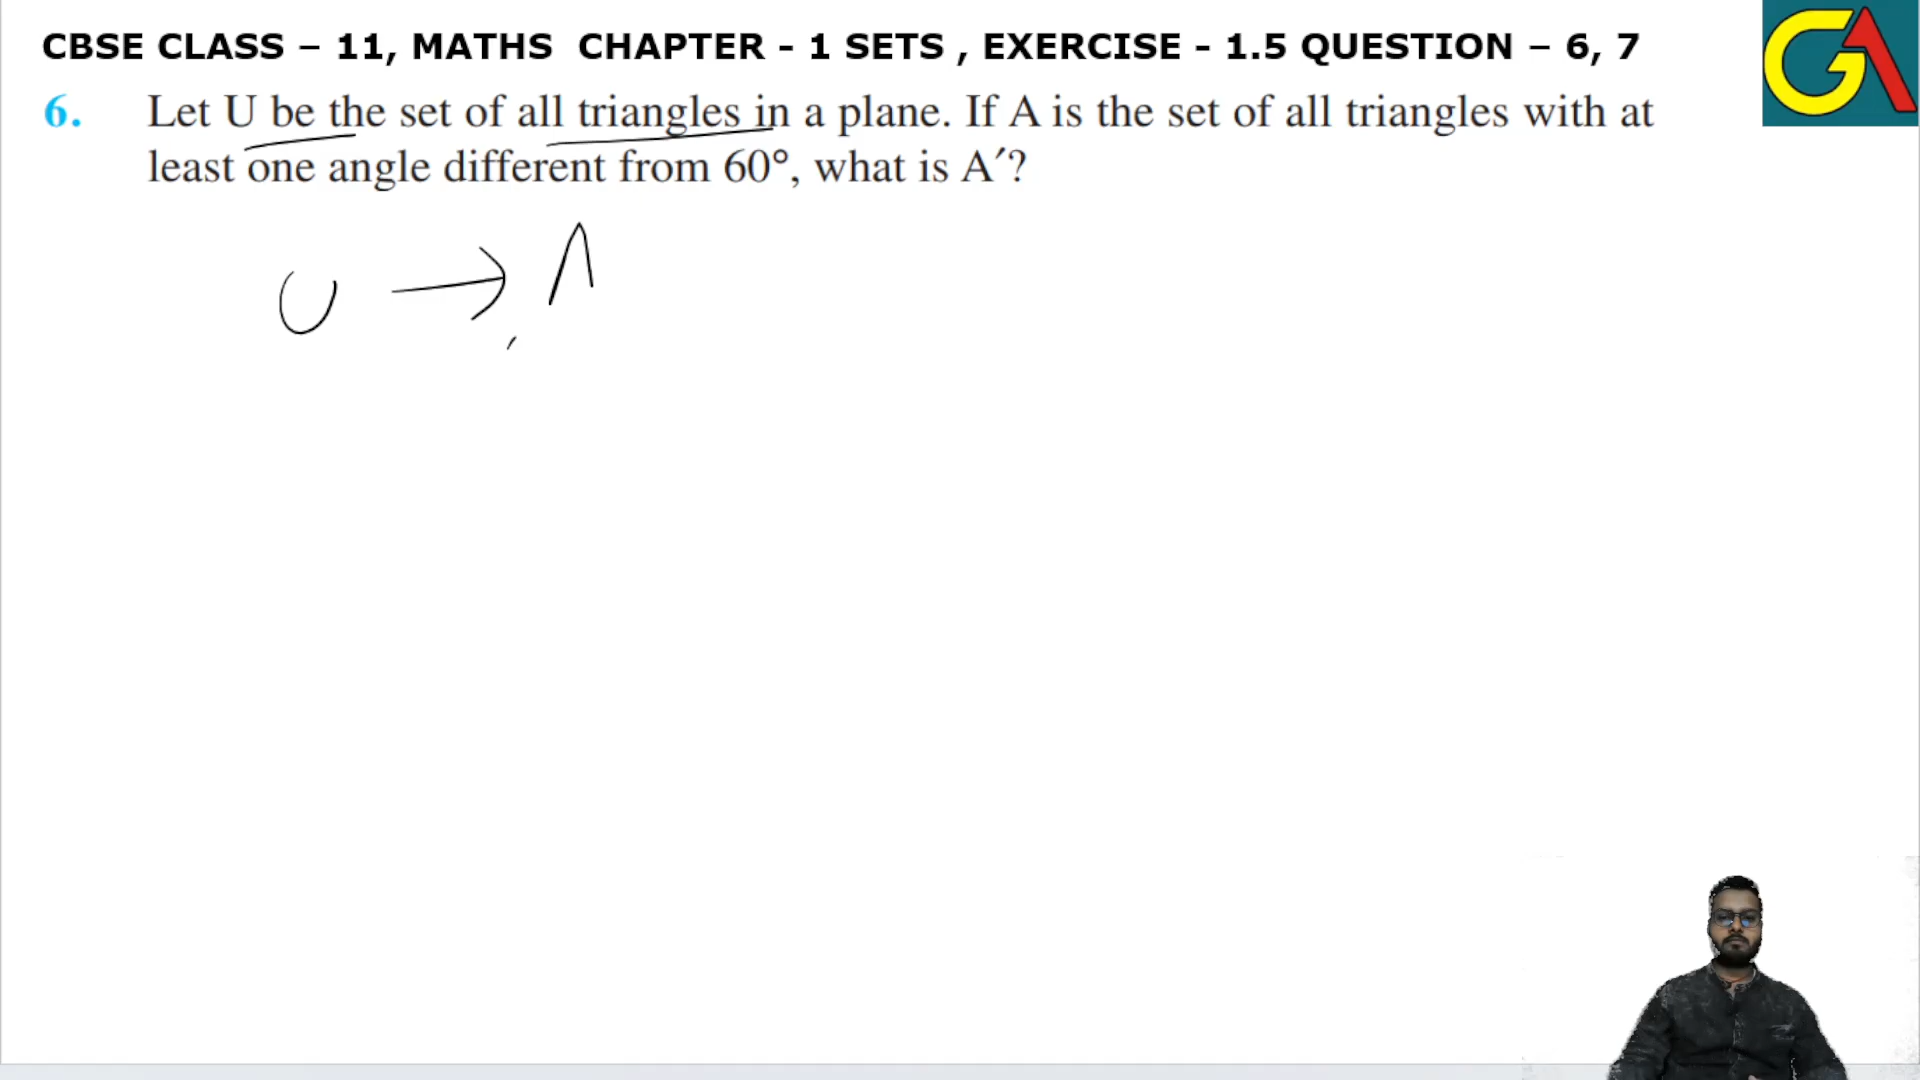 CBSE CLASS – 11, MATHS CHAPTER - 1 SETS , EXERCISE - 1.5 QUESTION – 6, 7
GA
6. Let U be the set of all triangles in a plane. If A is the set of all triangles with at
least one angle different from 60°, what is A′?
U →